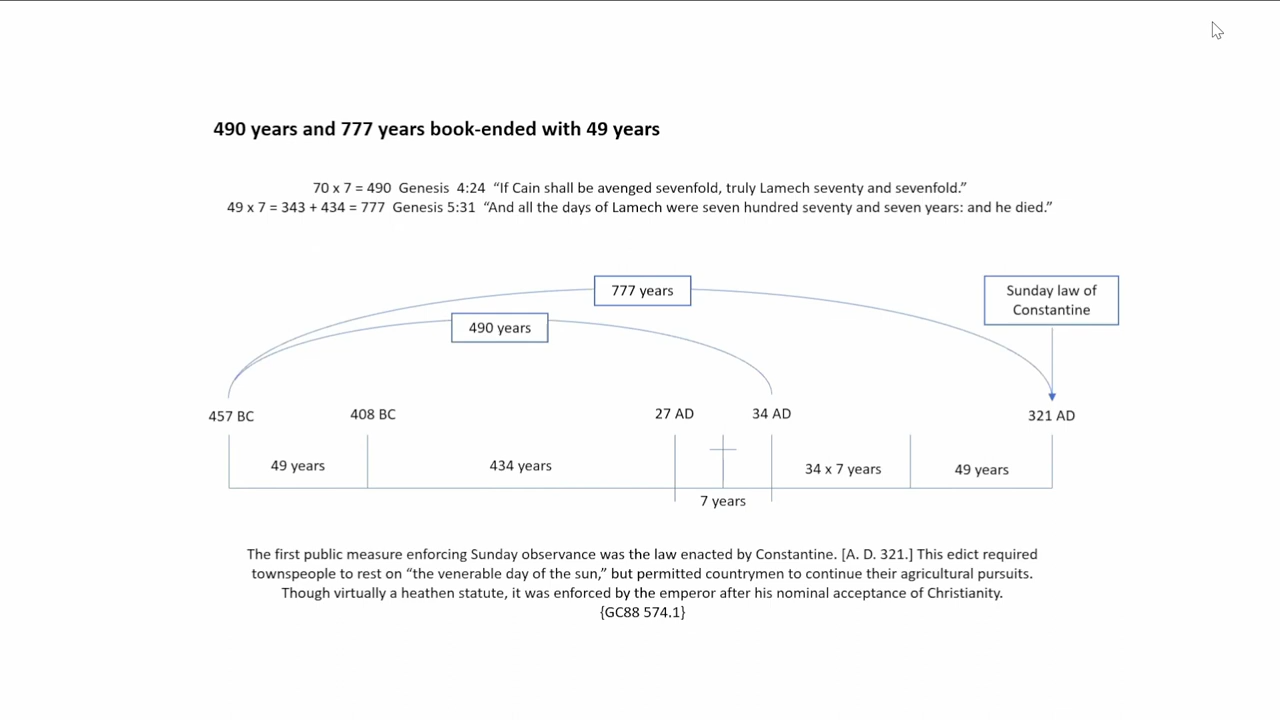 490 years and 777 years book-ended with 49 years
70 x 7 = 490  Genesis  4:24  “If Cain shall be avenged sevenfold, truly Lamech seventy and sevenfold.”
49 x 7 = 343 + 434 = 777  Genesis 5:31  “And all the days of Lamech were seven hundred seventy and seven years: and he died.”
777 years
Sunday law of
Constantine
490 years
457 BC
408 BC
27 AD
34 AD
321 AD
49 years
434 years
34 x 7 years
49 years
7 years
The first public measure enforcing Sunday observance was the law enacted by Constantine. [A. D. 321.] This edict required
townspeople to rest on “the venerable day of the sun,” but permitted countrymen to continue their agricultural pursuits.
Though virtually a heathen statute, it was enforced by the emperor after his nominal acceptance of Christianity.
{GC88 574.1}